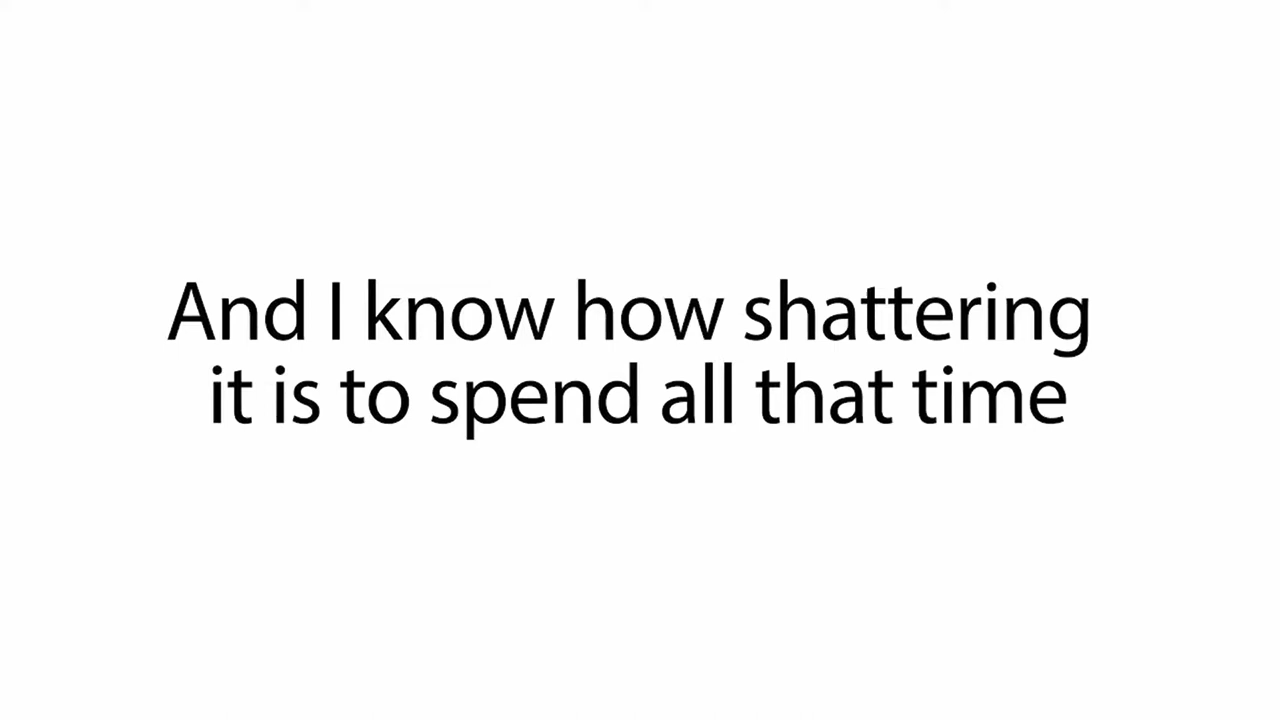 And I know how shattering
it is to spend all that time